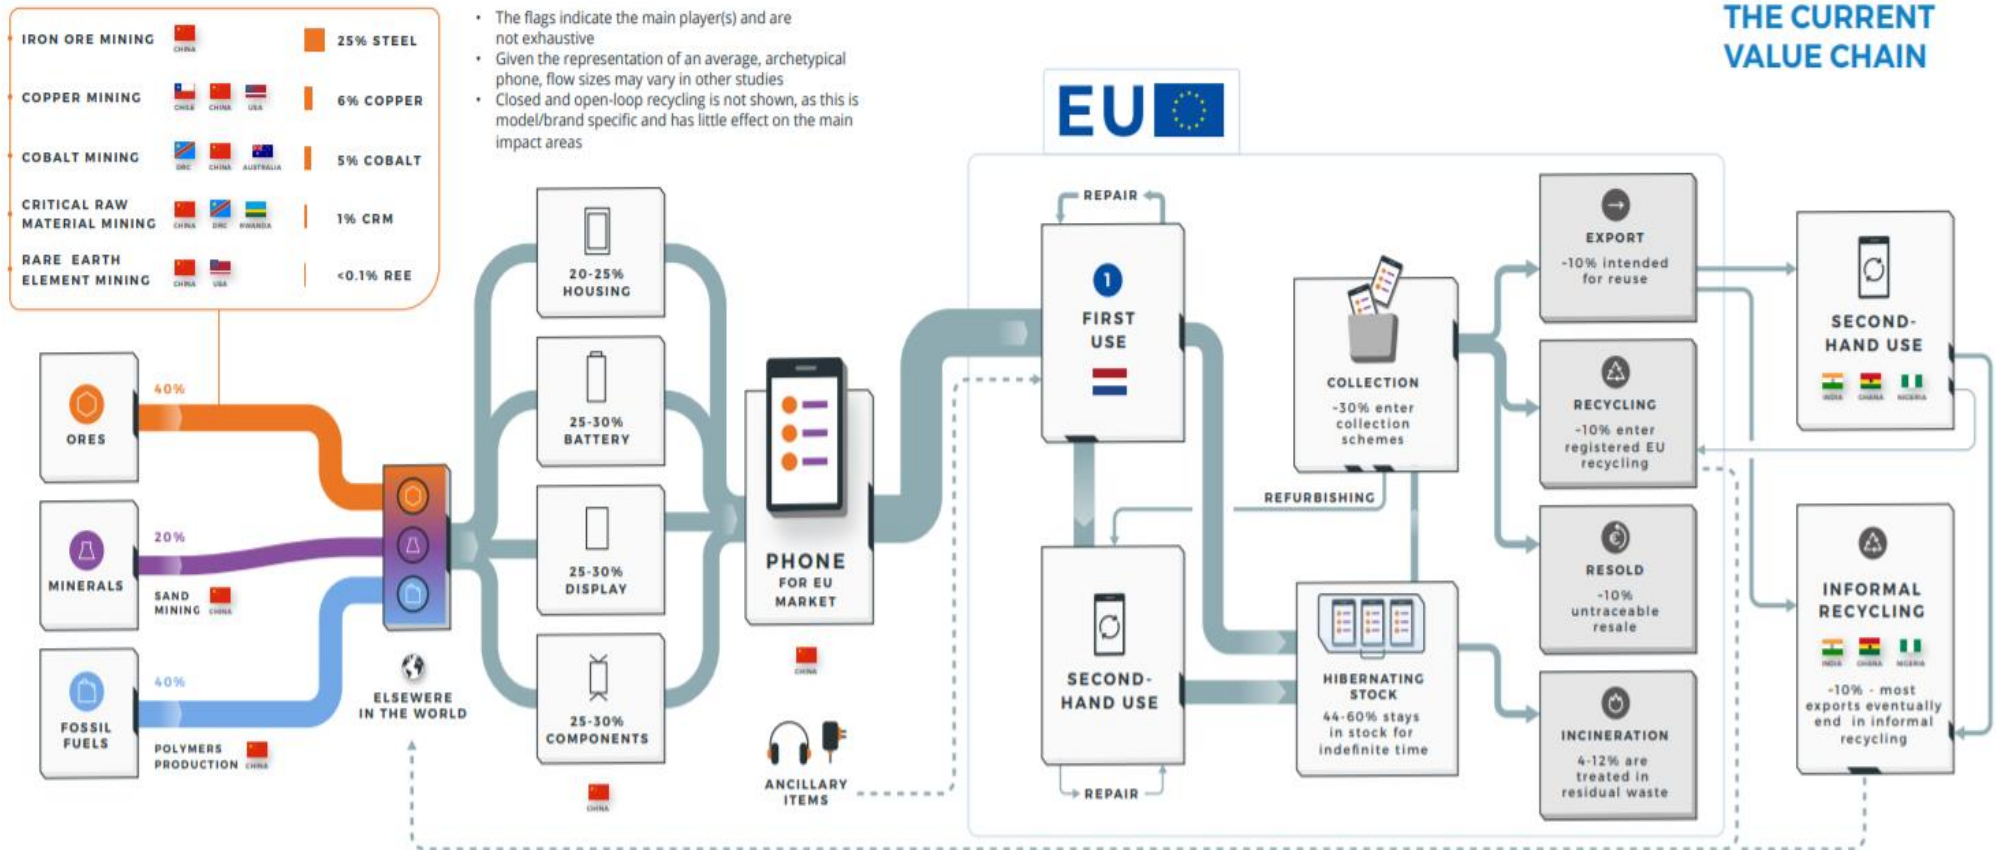 THE CURRENT
VALUE CHAIN
IRON ORE MINING
CHINA
25% STEEL
COPPER MINING
CHILE
CHINA
USA
6% COPPER
COBALT MINING
DRC
CHINA
AUSTRALIA
5% COBALT
CRITICAL RAW
MATERIAL MINING
CHINA
DRC
RWANDA
1% CRM
RARE EARTH
ELEMENT MINING
CHINA
USA
<0.1% REE
• The flags indicate the main player(s) and are
not exhaustive
• Given the representation of an average, archetypical
phone, flow sizes may vary in other studies
• Closed and open-loop recycling is not shown, as this is
model/brand specific and has little effect on the main
impact areas
ORES
40%
MINERALS
20%
SAND
MINING
CHINA
FOSSIL
FUELS
40%
POLYMERS
PRODUCTION
CHINA
ELSEWERE
IN THE WORLD
20-25%
HOUSING
25-30%
BATTERY
25-30%
DISPLAY
25-30%
COMPONENTS
CHINA
PHONE
FOR EU
MARKET
CHINA
ANCILLARY
ITEMS
EU
REPAIR
1
FIRST
USE
SECOND-
HAND USE
REPAIR
REFURBISHING
COLLECTION
~30% enter
collection
schemes
HIBERNATING
STOCK
44-60% stays
in stock for
indefinite time
EXPORT
~10% intended
for reuse
RECYCLING
~10% enter
registered EU
recycling
RESOLD
~10%
untraceable
resale
INCINERATION
4-12% are
treated in
residual waste
SECOND-
HAND USE
INDIA
GHANA
NIGERIA
INFORMAL
RECYCLING
INDIA
GHANA
NIGERIA
~10% - most
exports eventually
end in informal
recycling